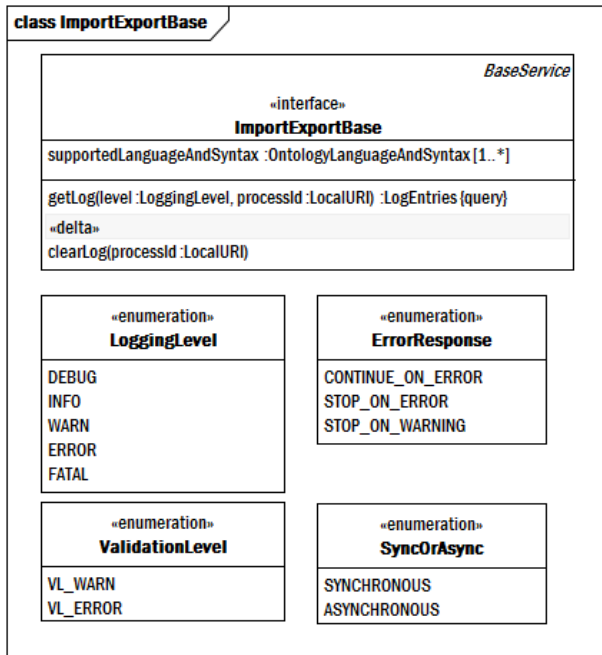 class ImportExportBase
BaseService
«interface»
ImportExportBase
supportedLanguageAndSyntax :OntologyLanguageAndSyntax [1..*]
getLog(level :LoggingLevel, processId :LocalURI) :LogEntries {query}
«delta»
clearLog(processId :LocalURI)
«enumeration»
LoggingLevel
DEBUG
INFO
WARN
ERROR
FATAL
«enumeration»
ErrorResponse
CONTINUE_ON_ERROR
STOP_ON_ERROR
STOP_ON_WARNING
«enumeration»
ValidationLevel
VL_WARN
VL_ERROR
«enumeration»
SyncOrAsync
SYNCHRONOUS
ASYNCHRONOUS